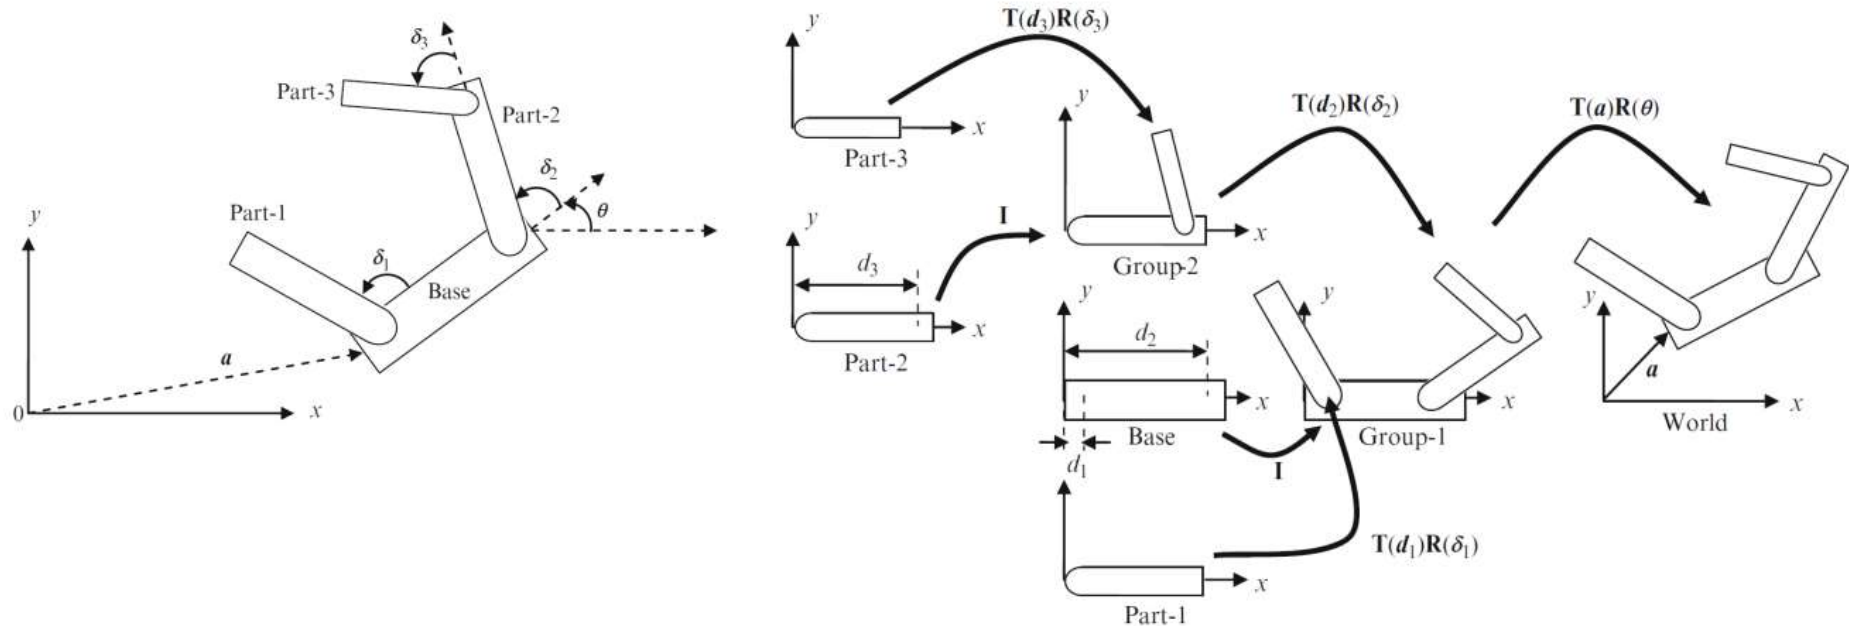 δ₃
Part-3
Part-2
δ₂
θ
Part-1
y
δ₁
Base
a
0
x
T(d₃)R(δ₃)
y
x
Part-3
y
T(d₂)R(δ₂)
T(a)R(θ)
I
x
Group-2
y
d₃
x
Part-2
y
d₂
x
Base
d₁
I
y
x
Group-1
T(d₁)R(δ₁)
x
Part-1
y
a
x
World